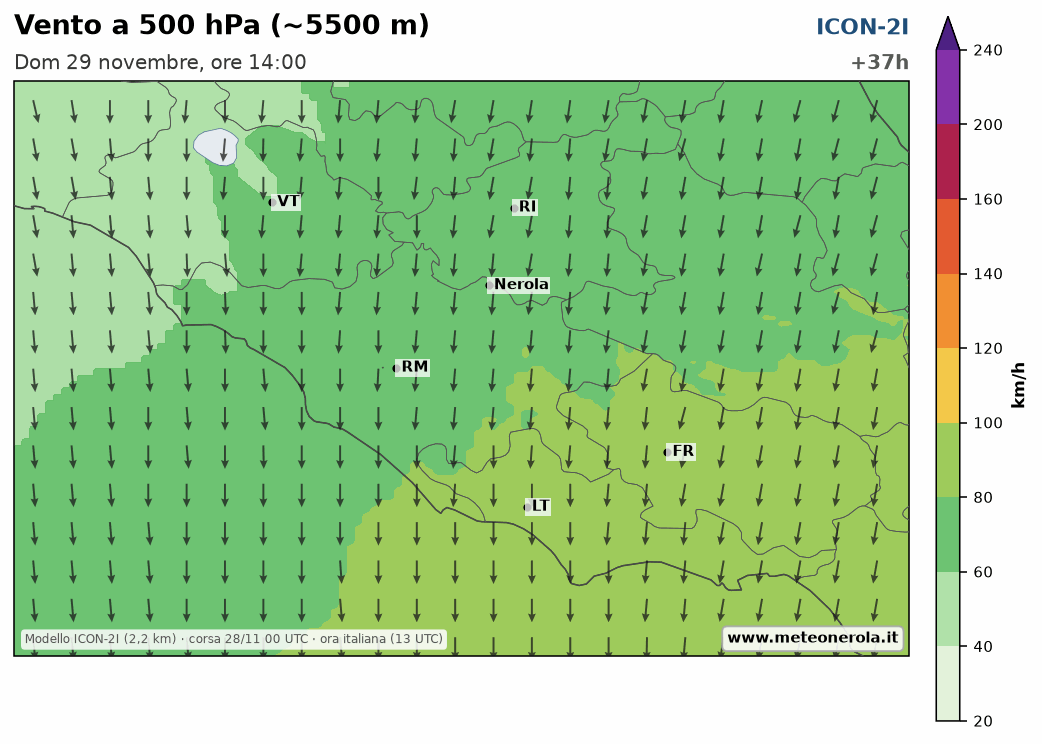 Vento a 500 hPa (~5500 m)
ICON-2I
Dom 29 novembre, ore 14:00
+37h
VT
RI
Nerola
RM
FR
LT
Modello ICON-2I (2,2 km) · corsa 28/11 00 UTC · ora italiana (13 UTC)
www.meteonerola.it
240
200
160
140
120
100
80
60
40
20
km/h